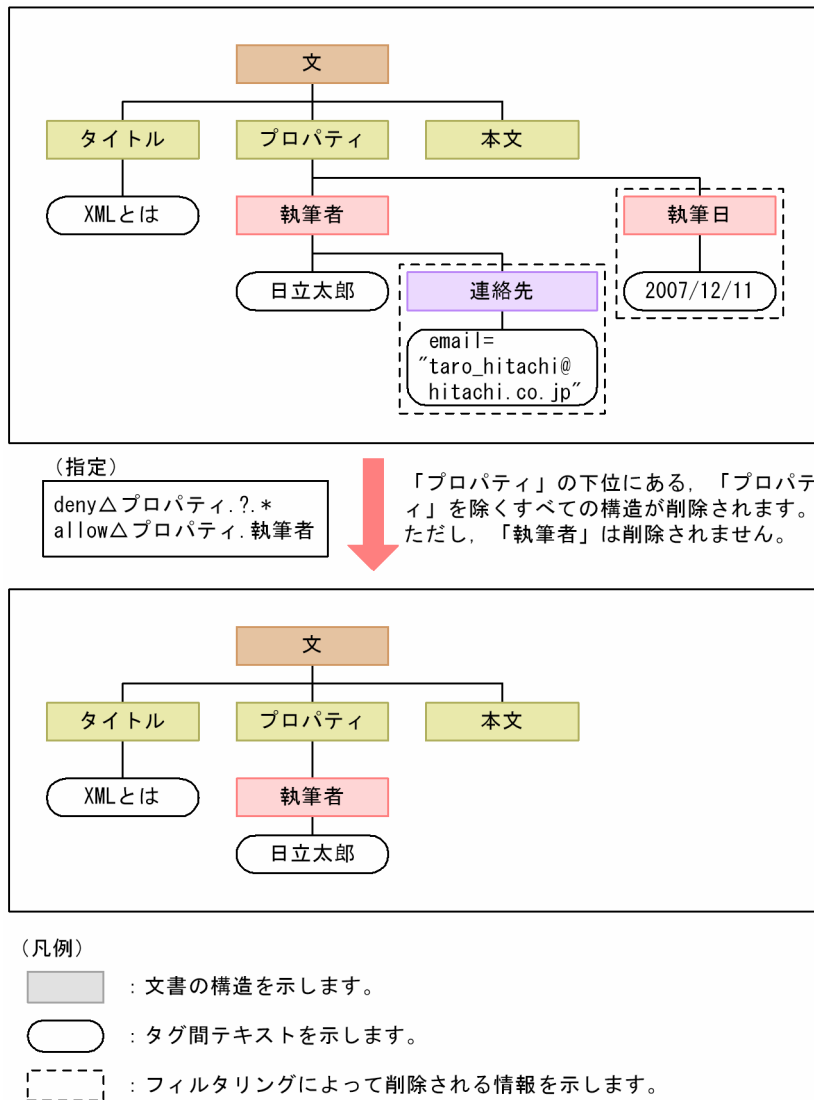 文
タイトル
プロパティ
本文
XMLとは
執筆者
執筆日
日立太郎
連絡先
2007/12/11
email=
"taro_hitachi@
hitachi.co.jp"
（指定）
deny△プロパティ.?.*
allow△プロパティ.執筆者
「プロパティ」の下位にある，「プロパテ
ィ」を除くすべての構造が削除されます。
ただし，「執筆者」は削除されません。
文
タイトル
プロパティ
本文
XMLとは
執筆者
日立太郎
（凡例）
：文書の構造を示します。
：タグ間テキストを示します。
：フィルタリングによって削除される情報を示します。